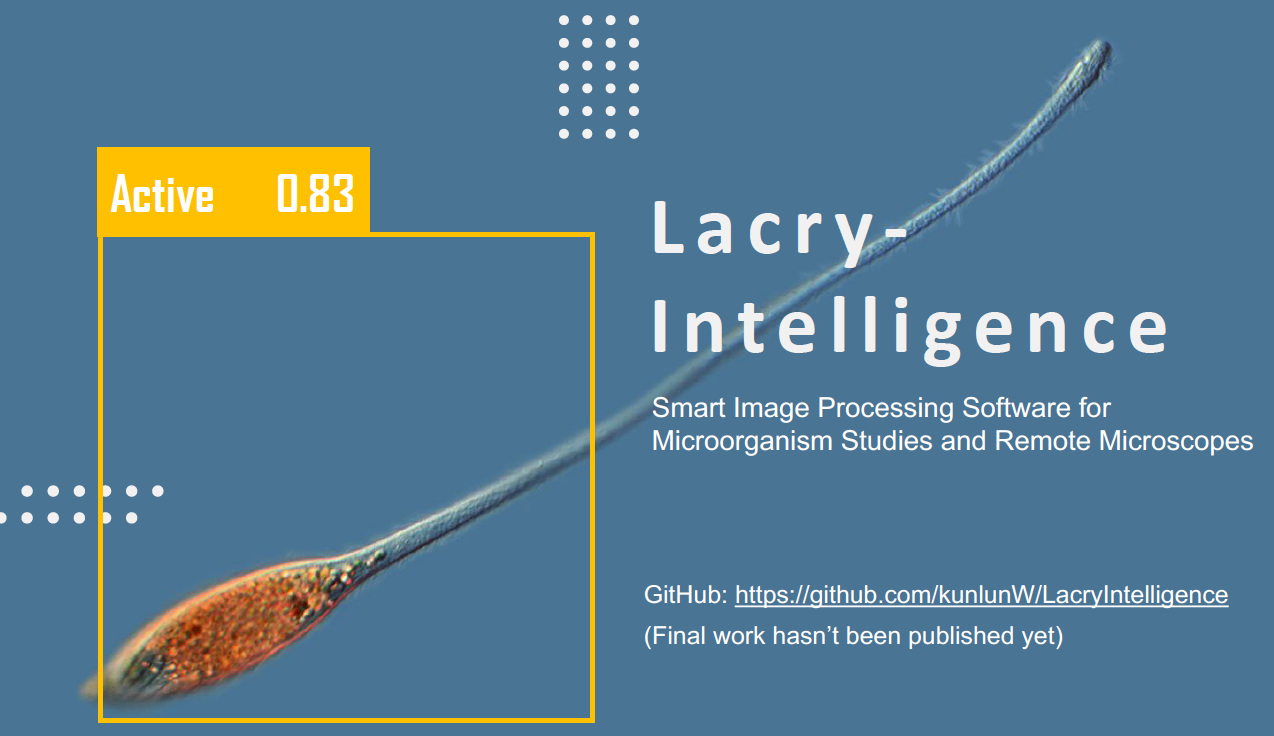 Active 0.83
Lacry-
Intelligence
Smart Image Processing Software for
Microorganism Studies and Remote Microscopes
GitHub: https://github.com/kunlunW/LacryIntelligence
(Final work hasn’t been published yet)